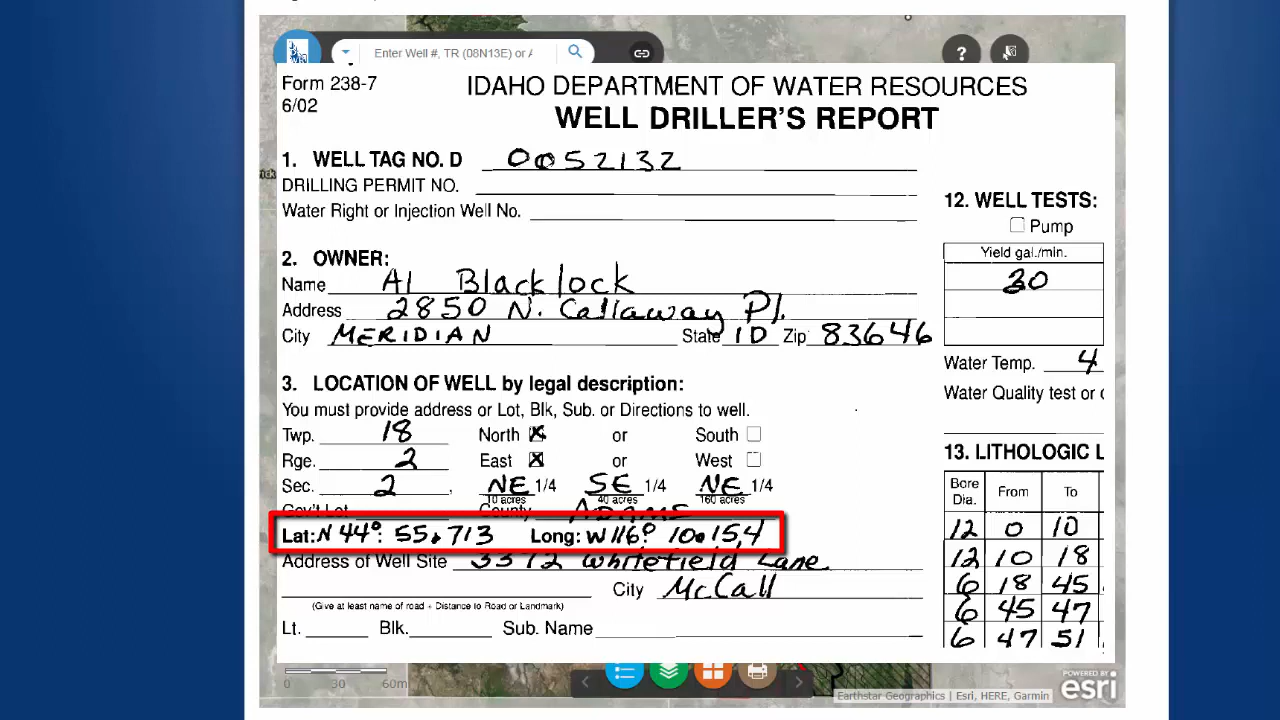 Enter Well #, TR (08N13E) or A
?
Form 238-7
6/02
IDAHO DEPARTMENT OF WATER RESOURCES
WELL DRILLER'S REPORT
1. WELL TAG NO. D 0052132
DRILLING PERMIT NO.
Water Right or Injection Well No.
2. OWNER:
Name Al Blacklock
Address 2850 N. Callaway Pl.
City MERIDIAN State ID Zip 83646
3. LOCATION OF WELL by legal description:
You must provide address or Lot, Blk, Sub. or Directions to well.
Twp. 18 North X or South
Rge. 2 East X or West
Sec. 2, NE 1/4 SE 1/4 NE 1/4
10 acres 40 acres 160 acres
Gov't Lot County ADAMS
Lat: N 44°: 55.713 Long: W 116° 10.15,4
Address of Well Site 3372 Whitefield Lane
City McCall
(Give at least name of road + Distance to Road or Landmark)
Lt. Blk. Sub. Name
12. WELL TESTS:
Pump
Yield gal./min.
30
Water Temp. 4
Water Quality test or c
13. LITHOLOGIC L
Bore Dia. From To
12 0 10
12 10 18
6 18 45
6 45 47
6 47 51
0 30 60m
Earthstar Geographics | Esri, HERE, Garmin
POWERED BY
esri